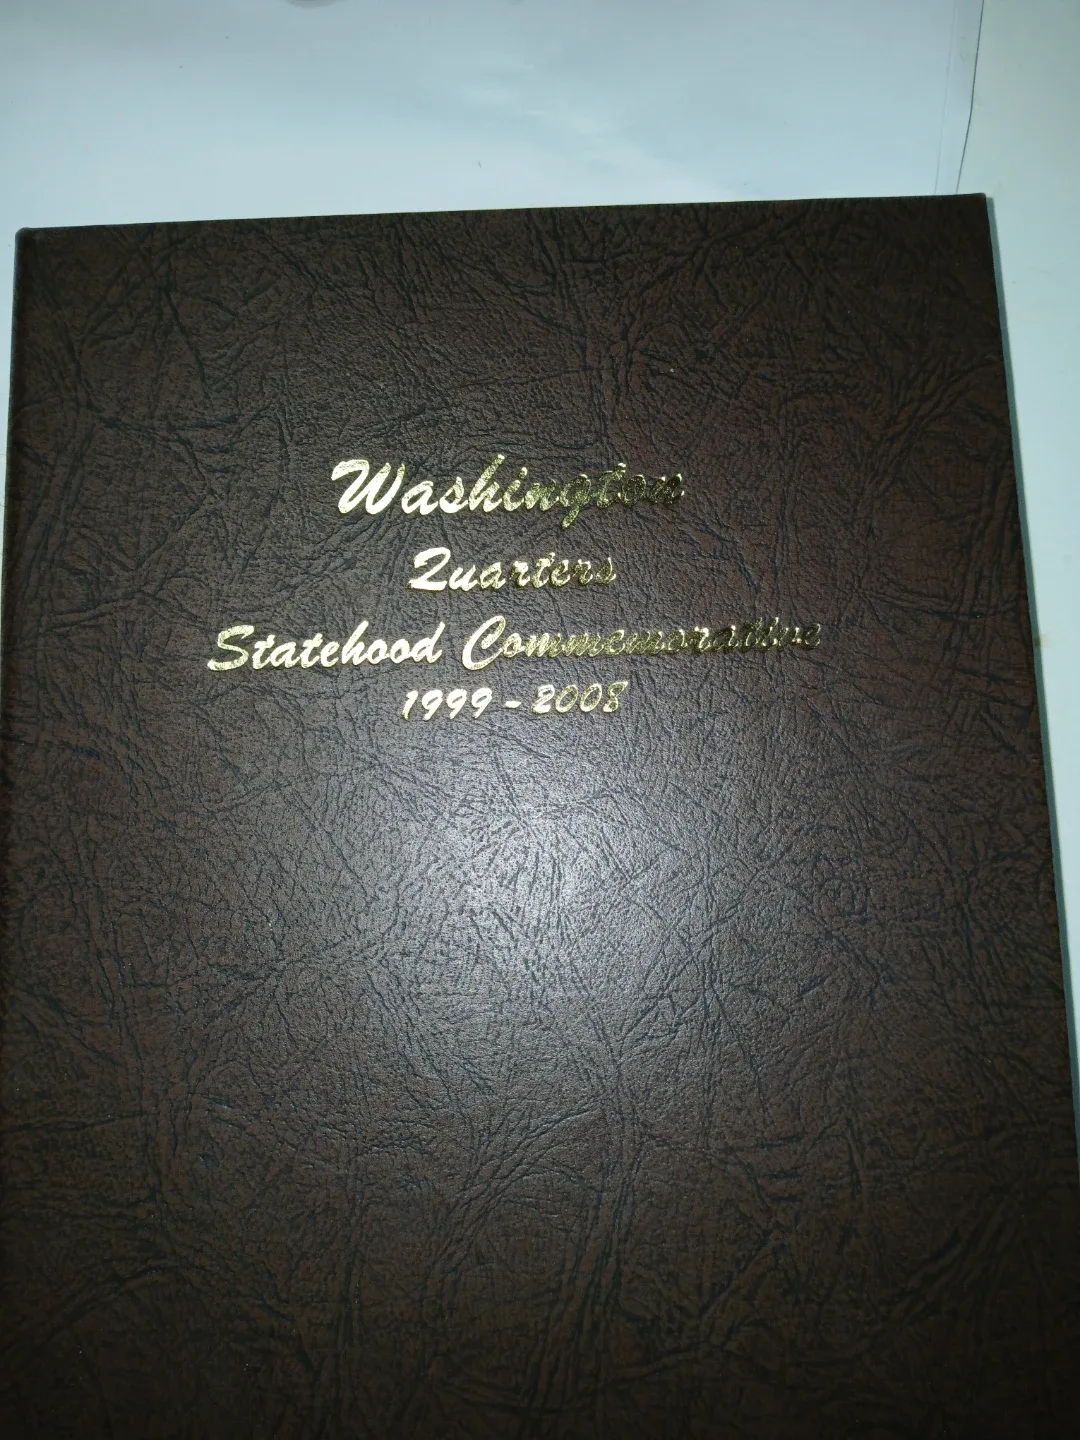 Washington
Quarters
Statehood Commemorative
1999 - 2008